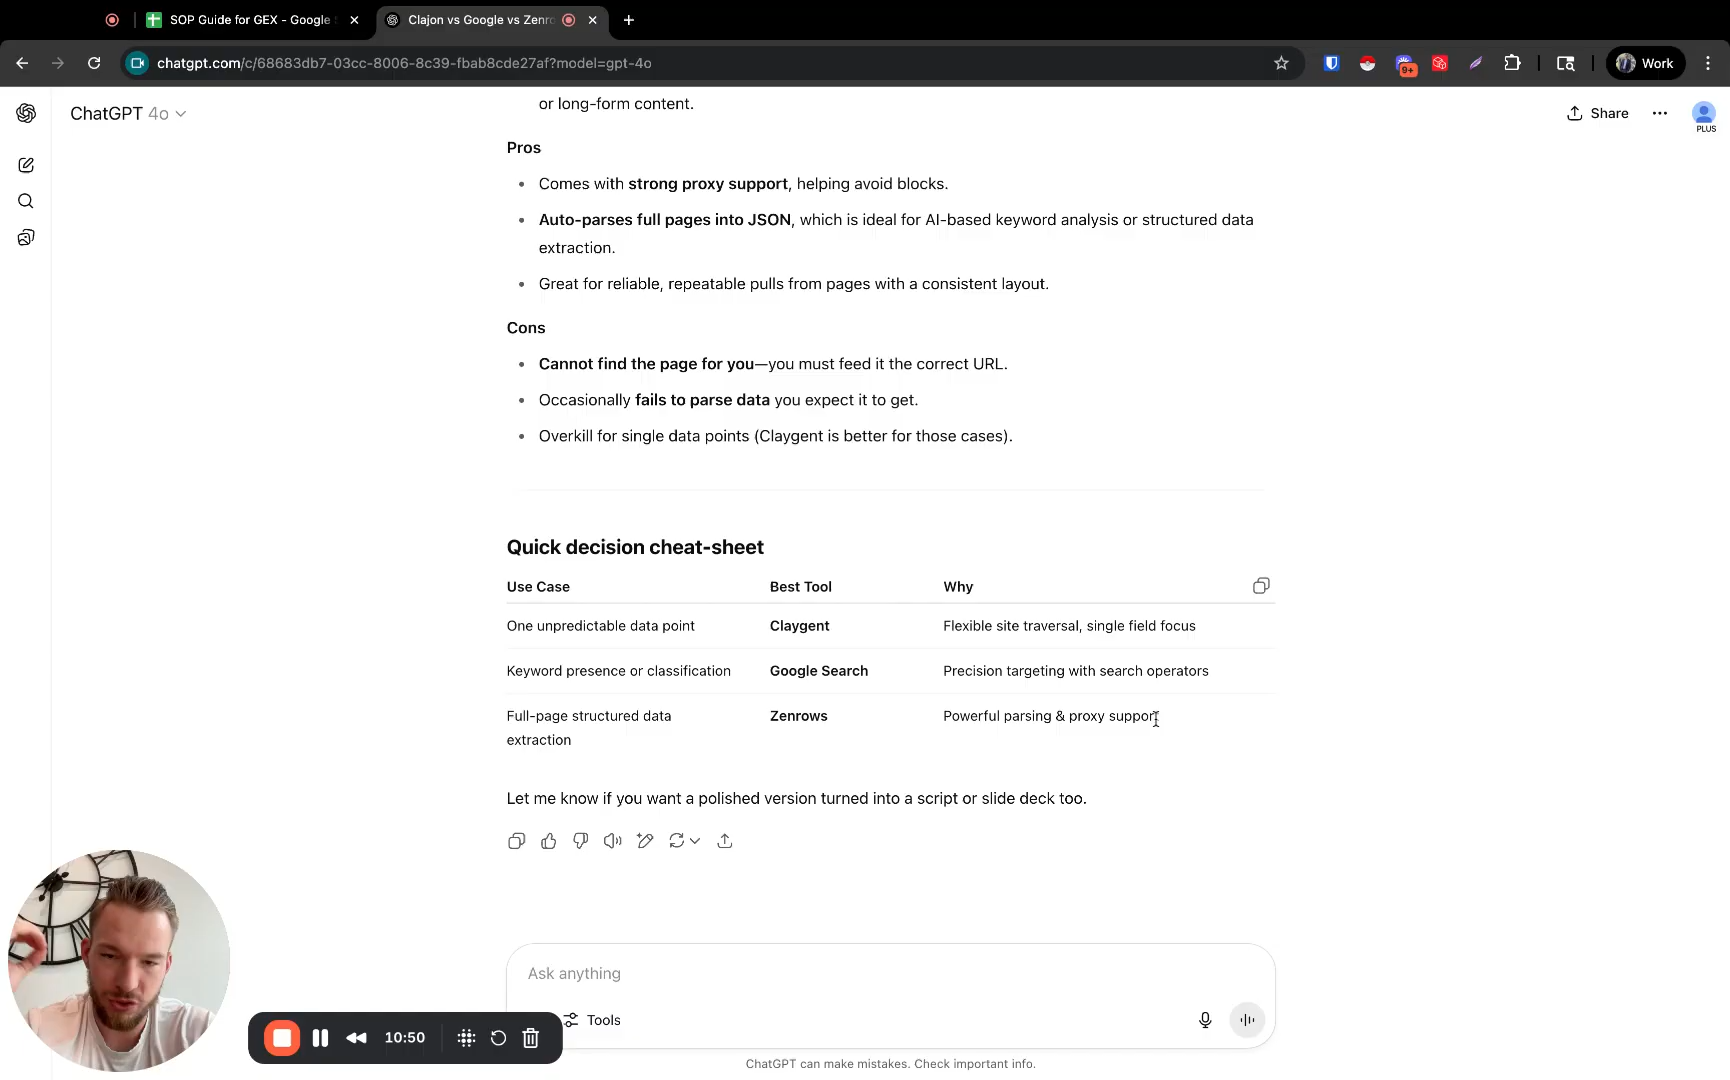 SOP Guide for GEX - Google
Clajon vs Google vs Zenro
chatgpt.com/c/68683db7-03cc-8006-8c39-fbab8cde27af?model=gpt-4o
9+
Work
ChatGPT 4o
Share
PLUS
or long-form content.
Pros
• Comes with strong proxy support, helping avoid blocks.
• Auto-parses full pages into JSON, which is ideal for AI-based keyword analysis or structured data
extraction.
• Great for reliable, repeatable pulls from pages with a consistent layout.
Cons
• Cannot find the page for you—you must feed it the correct URL.
• Occasionally fails to parse data you expect it to get.
• Overkill for single data points (Claygent is better for those cases).
Quick decision cheat-sheet
Use Case Best Tool Why
One unpredictable data point Claygent Flexible site traversal, single field focus
Keyword presence or classification Google Search Precision targeting with search operators
Full-page structured data Zenrows Powerful parsing & proxy support
extraction
Let me know if you want a polished version turned into a script or slide deck too.
Ask anything
Tools
10:50
ChatGPT can make mistakes. Check important info.